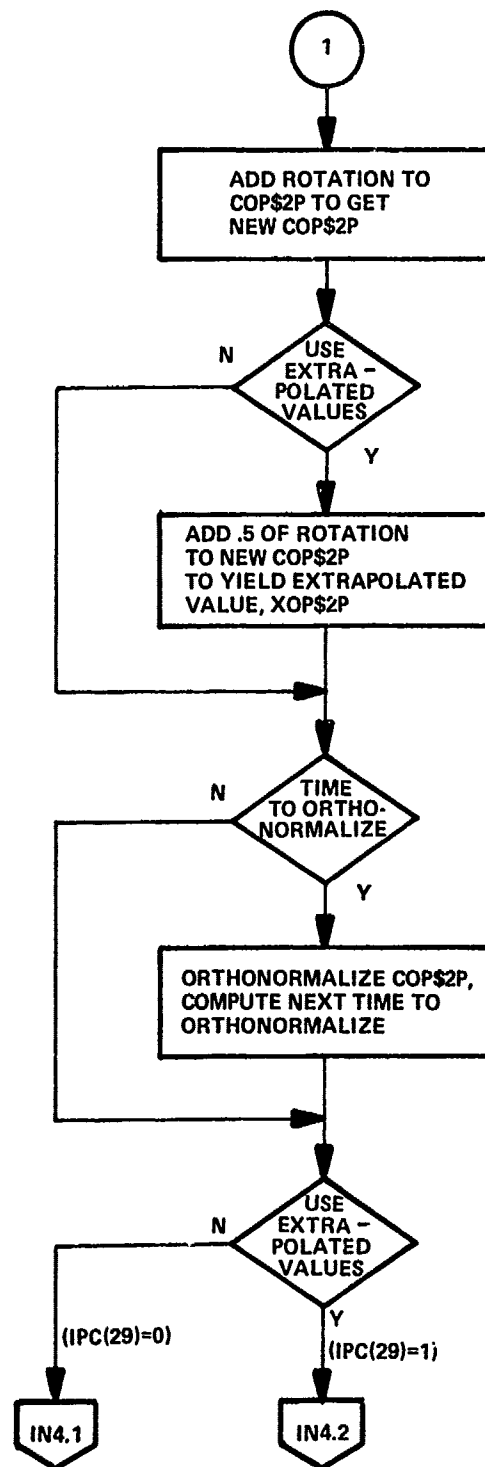 1
ADD ROTATION TO
COP$2P TO GET
NEW COP$2P
N
USE
EXTRA –
POLATED
VALUES
Y
ADD .5 OF ROTATION
TO NEW COP$2P
TO YIELD EXTRAPOLATED
VALUE, XOP$2P
N
TIME
TO ORTHO-
NORMALIZE
Y
ORTHONORMALIZE COP$2P,
COMPUTE NEXT TIME TO
ORTHONORMALIZE
N
USE
EXTRA –
POLATED
VALUES
Y
(IPC(29)=0)
(IPC(29)=1)
IN4.1
IN4.2